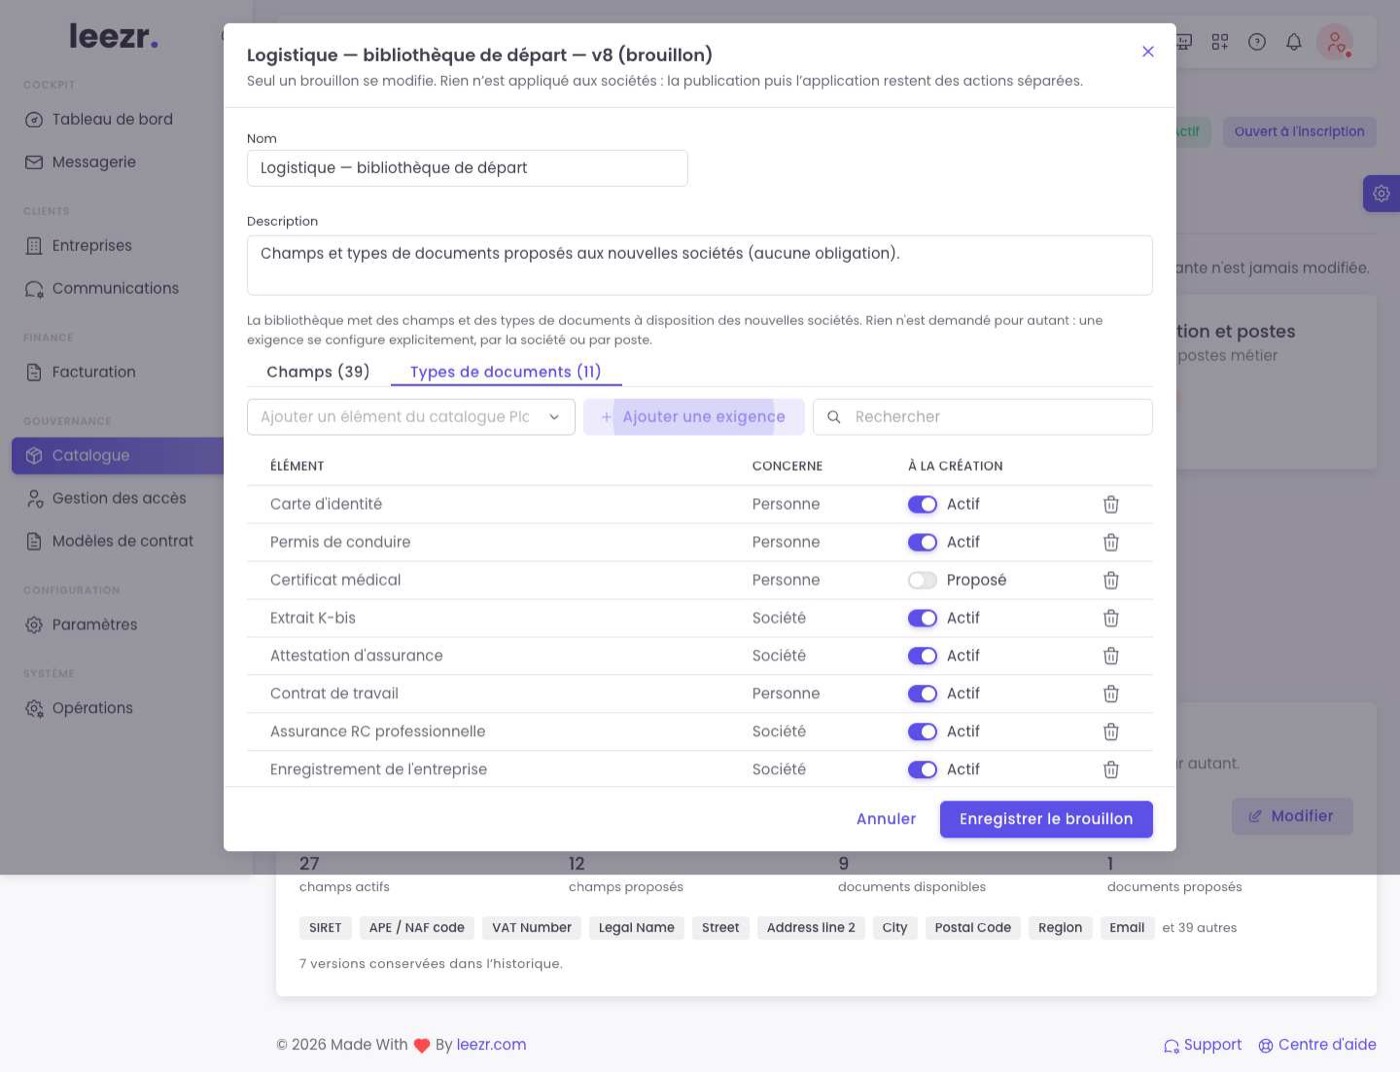 leezr.
COCKPIT
Tableau de bord
Messagerie
CLIENTS
Entreprises
Communications
FINANCE
Facturation
GOUVERNANCE
Catalogue
Gestion des accès
Modèles de contrat
CONFIGURATION
Paramètres
SYSTÈME
Opérations
Logistique — bibliothèque de départ — v8 (brouillon)
Seul un brouillon se modifie. Rien n’est appliqué aux sociétés : la publication puis l’application restent des actions séparées.
Nom
Logistique — bibliothèque de départ
Description
Champs et types de documents proposés aux nouvelles sociétés (aucune obligation).
La bibliothèque met des champs et des types de documents à disposition des nouvelles sociétés. Rien n'est demandé pour autant : une
exigence se configure explicitement, par la société ou par poste.
Champs (39)
Types de documents (11)
Ajouter un élément du catalogue Pla
+ Ajouter une exigence
Rechercher
ÉLÉMENT CONCERNE À LA CRÉATION
Carte d'identité Personne Actif
Permis de conduire Personne Actif
Certificat médical Personne Proposé
Extrait K-bis Société Actif
Attestation d'assurance Société Actif
Contrat de travail Personne Actif
Assurance RC professionnelle Société Actif
Enregistrement de l'entreprise Société Actif
Annuler
Enregistrer le brouillon
Actif
Ouvert à l'inscription
ante n'est jamais modifiée.
tion et postes
postes métier
r autant.
Modifier
27
champs actifs
12
champs proposés
9
documents disponibles
1
documents proposés
SIRET APE / NAF code VAT Number Legal Name Street Address line 2 City Postal Code Region Email et 39 autres
7 versions conservées dans l’historique.
© 2026 Made With By leezr.com
Support
Centre d'aide